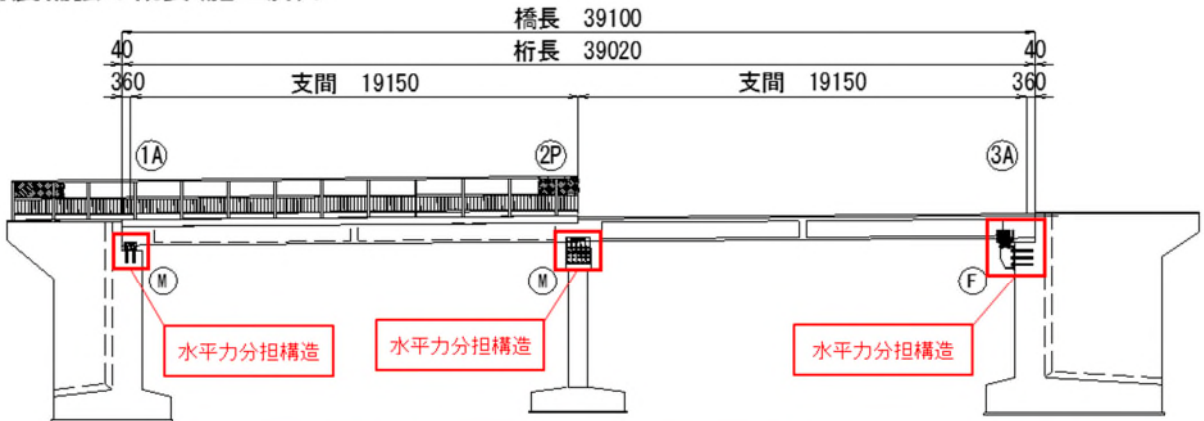 橋長 39100
40 桁長 39020 40
360 支間 19150 支間 19150 360
1A 2P 3A
M M F
水平力分担構造 水平力分担構造 水平力分担構造